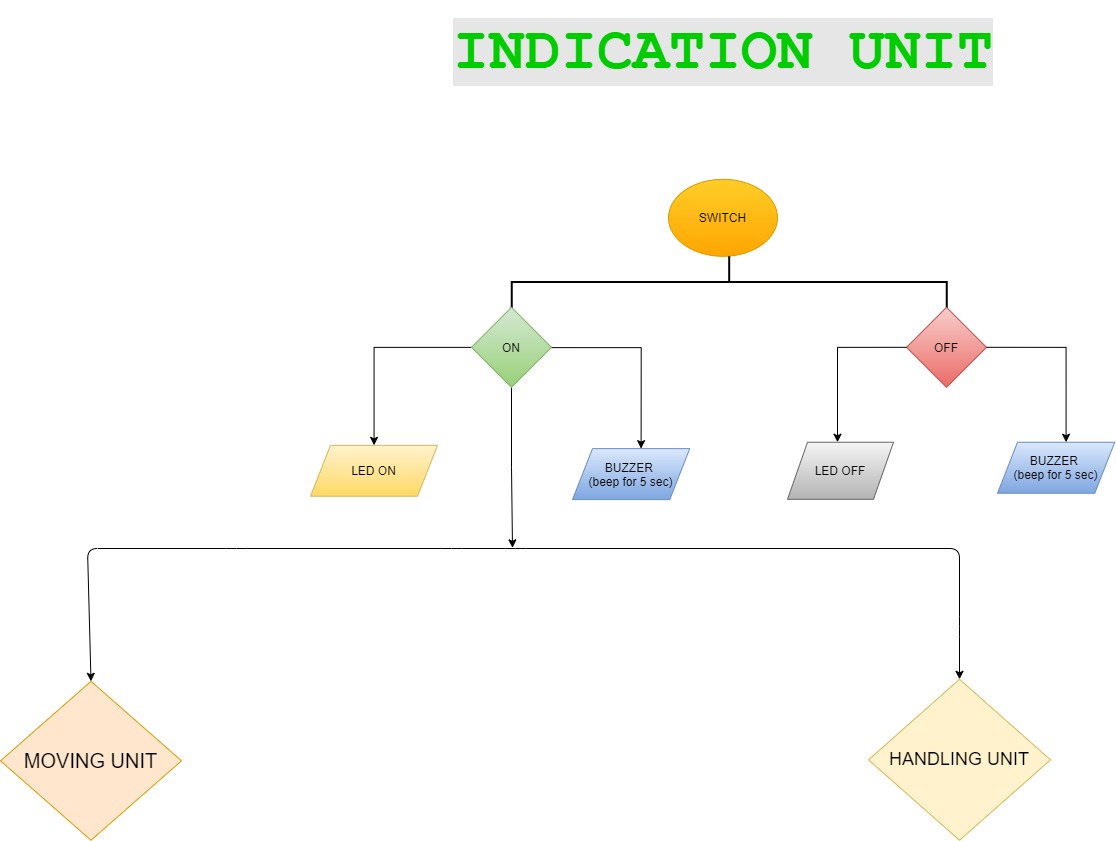 INDICATION UNIT
SWITCH
ON
OFF
LED ON
BUZZER
(beep for 5 sec)
LED OFF
BUZZER
(beep for 5 sec)
MOVING UNIT
HANDLING UNIT